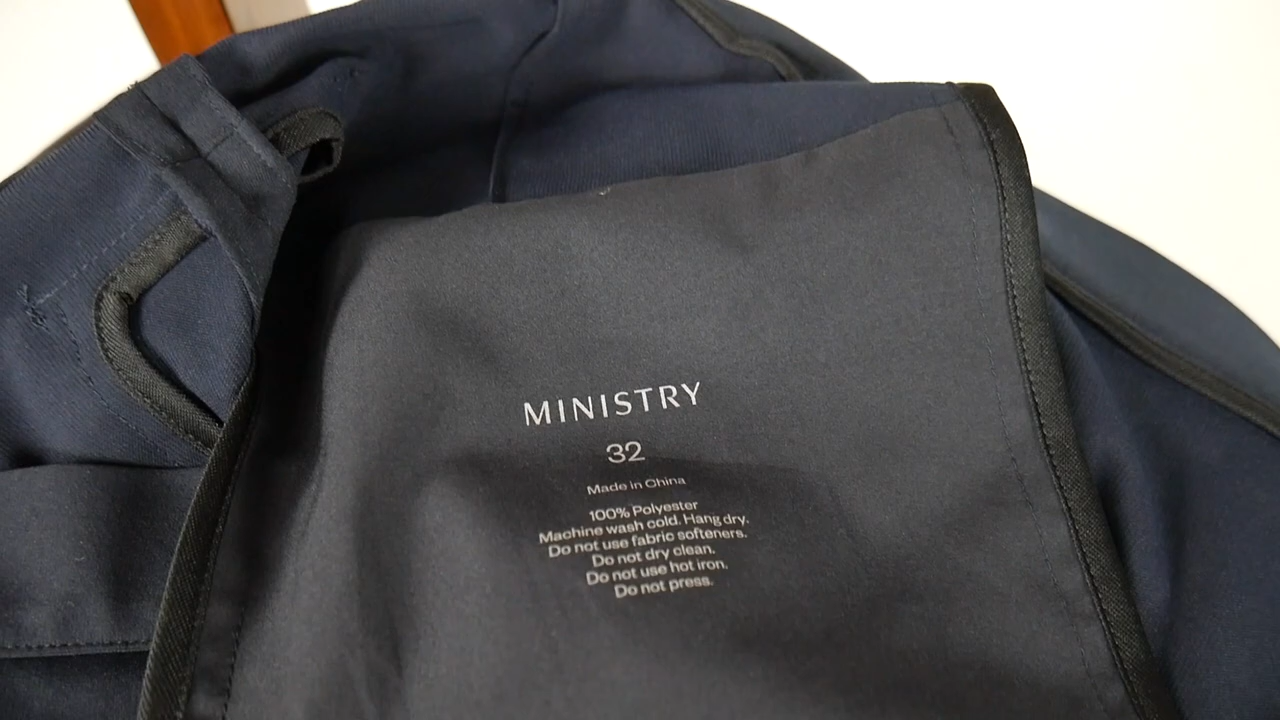 MINISTRY
32
Made in China
100% Polyester
Machine wash cold. Hang dry.
Do not use fabric softeners.
Do not dry clean.
Do not use hot iron.
Do not press.